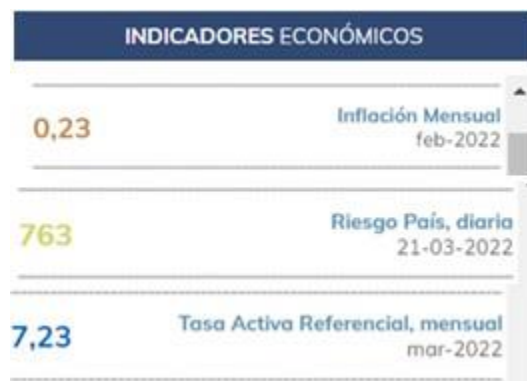 INDICADORES ECONÓMICOS
0,23
Inflación Mensual
feb-2022
763
Riesgo País, diaria
21-03-2022
7,23
Tasa Activa Referencial, mensual
mar-2022